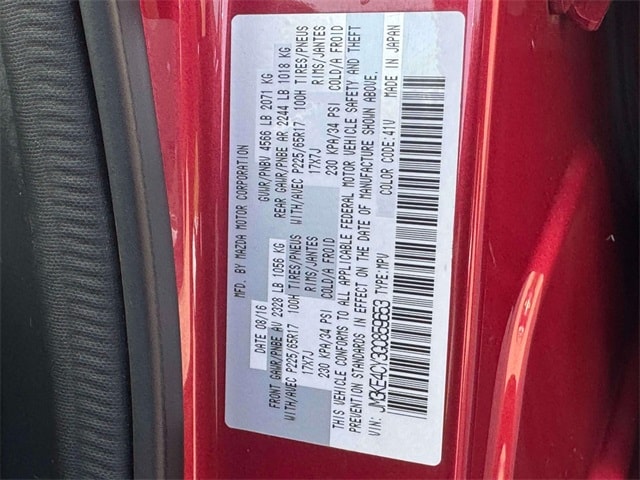 MFD. BY MAZDA MOTOR CORPORATION
DATE 08/16 GVWR/PNBV 4566 LB 2071 KG
FRONT GAWR/PNBE AV 2328 LB 1056 KG REAR GAWR/PNBE AR 2244 LB 1018 KG
WITH/AVEC P225/65R17 100H TIRES/PNEUS WITH/AVEC P225/65R17 100H TIRES/PNEUS
17X7J RIMS/JANTES 17X7J RIMS/JANTES
230 KPA/34 PSI COLD/A FROID 230 KPA/34 PSI COLD/A FROID
THIS VEHICLE CONFORMS TO ALL APPLICABLE FEDERAL MOTOR VEHICLE SAFETY AND THEFT
PREVENTION STANDARDS IN EFFECT ON THE DATE OF MANUFACTURE SHOWN ABOVE.
VIN: TYPE:MPV COLOR CODE:41V MADE IN JAPAN